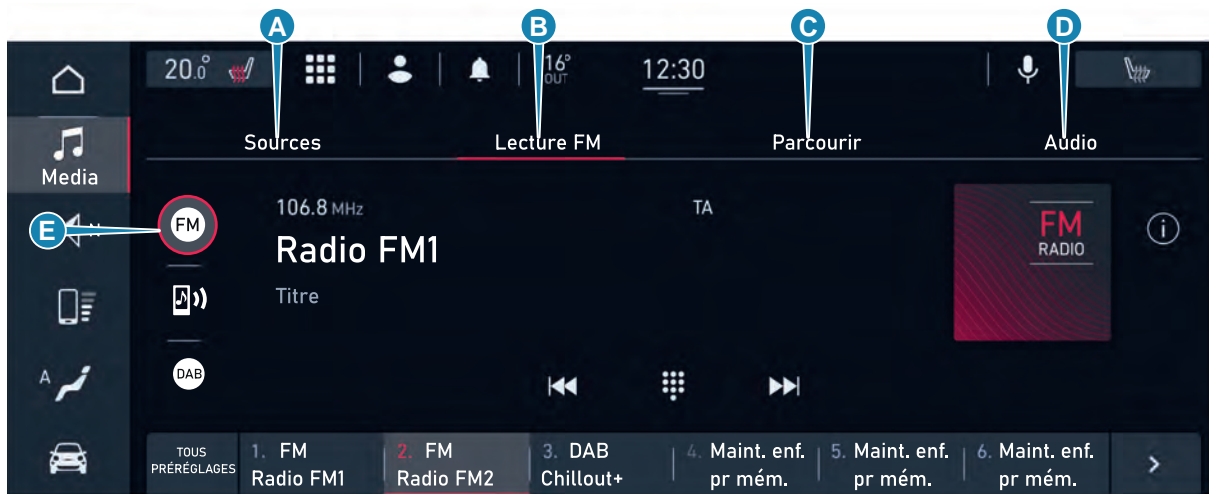 A B C D
20.0° 16° OUT 12:30
Sources Lecture FM Parcourir Audio
Media
E N
FM
106.8 MHz TA
Radio FM1
Titre
FM
RADIO
i
DAB
A
TOUS PRÉRÉGLAGES
1. FM
Radio FM1
2. FM
Radio FM2
3. DAB
Chillout+
4. Maint. enf.
pr mém.
5. Maint. enf.
pr mém.
6. Maint. enf.
pr mém.